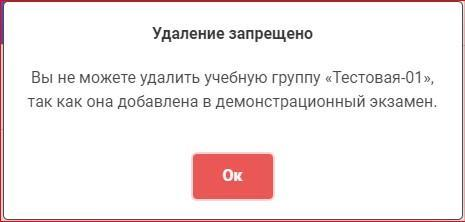 Удаление запрещено
Вы не можете удалить учебную группу «Тестовая-01»,
так как она добавлена в демонстрационный экзамен.
Ок